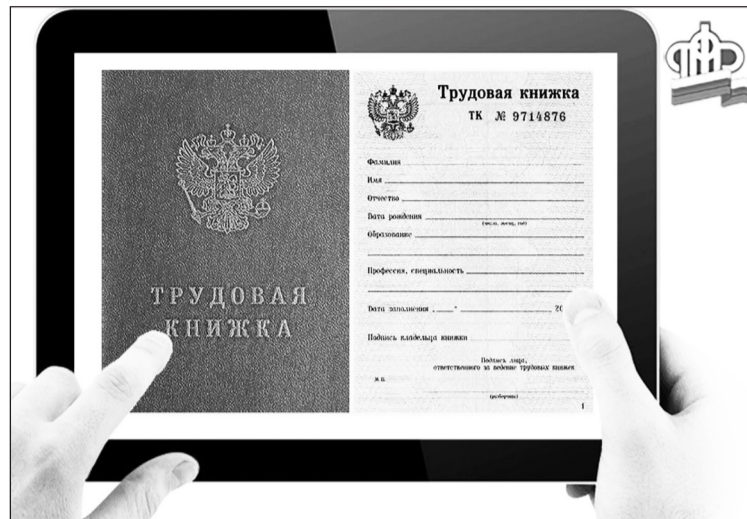 ТРУДОВАЯ
КНИЖКА
Трудовая книжка
ТК № 9714876
Фамилия
Имя
Отчество
Дата рождения
(число, месяц, год)
Образование
Профессия, специальность
Дата заполнения " 20
Подпись владельца книжки
Подпись лица,
ответственного за ведение трудовых книжек
М.П.
(разборчиво)
1